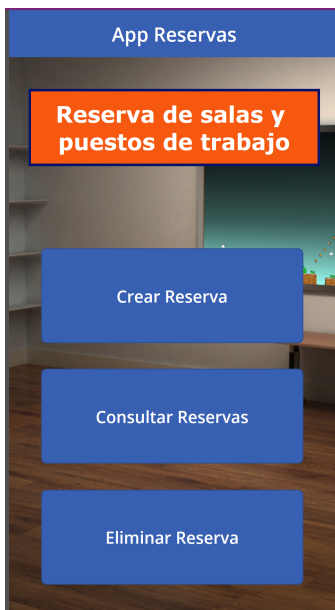 App Reservas
Reserva de salas y
puestos de trabajo
Crear Reserva
Consultar Reservas
Eliminar Reserva